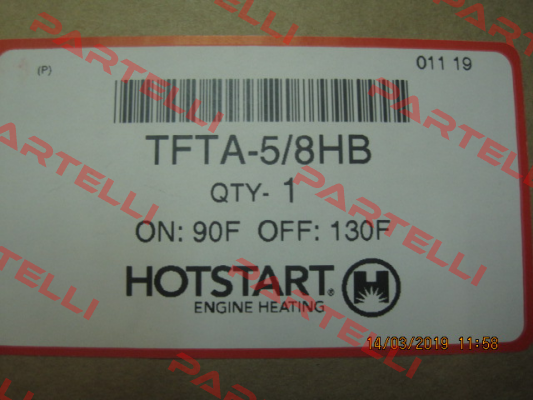 (P)
011 19
TFTA-5/8HB
QTY- 1
ON: 90F OFF: 130F
HOTSTART® H
ENGINE HEATING
14/03/2019 11:58
PARTELLI
PARTELLI
PARTELLI
PARTELLI
PARTELLI
PARTELLI